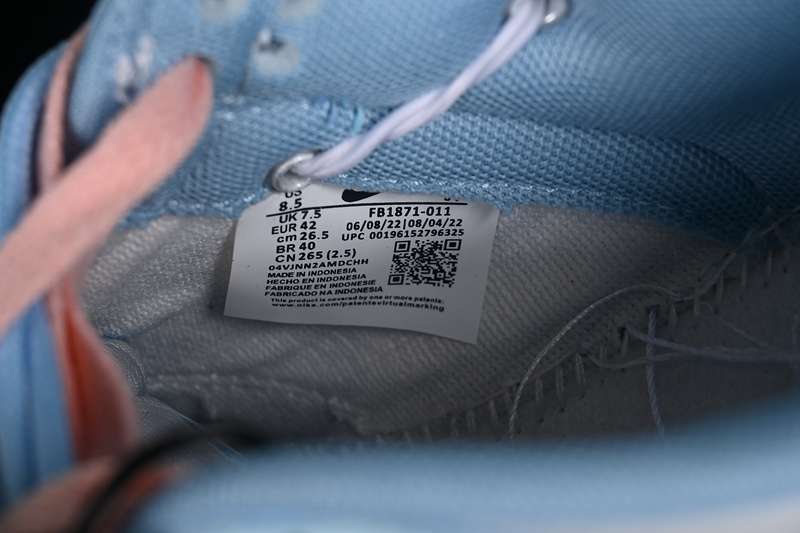 US
8.5
UK 7.5
EUR 42
cm 26.5
BR 40
CN 265 (2.5)
FB1871-011
06/08/22 | 08/04/22
UPC 00196152796325
04VJNN2AMDCHH
MADE IN INDONESIA
HECHO EN INDONESIA
FABRIQUE EN INDONESIE
FABRICADO NA INDONESIA
This product is covered by one or more patents.
www.nike.com/patentvirtualmarking